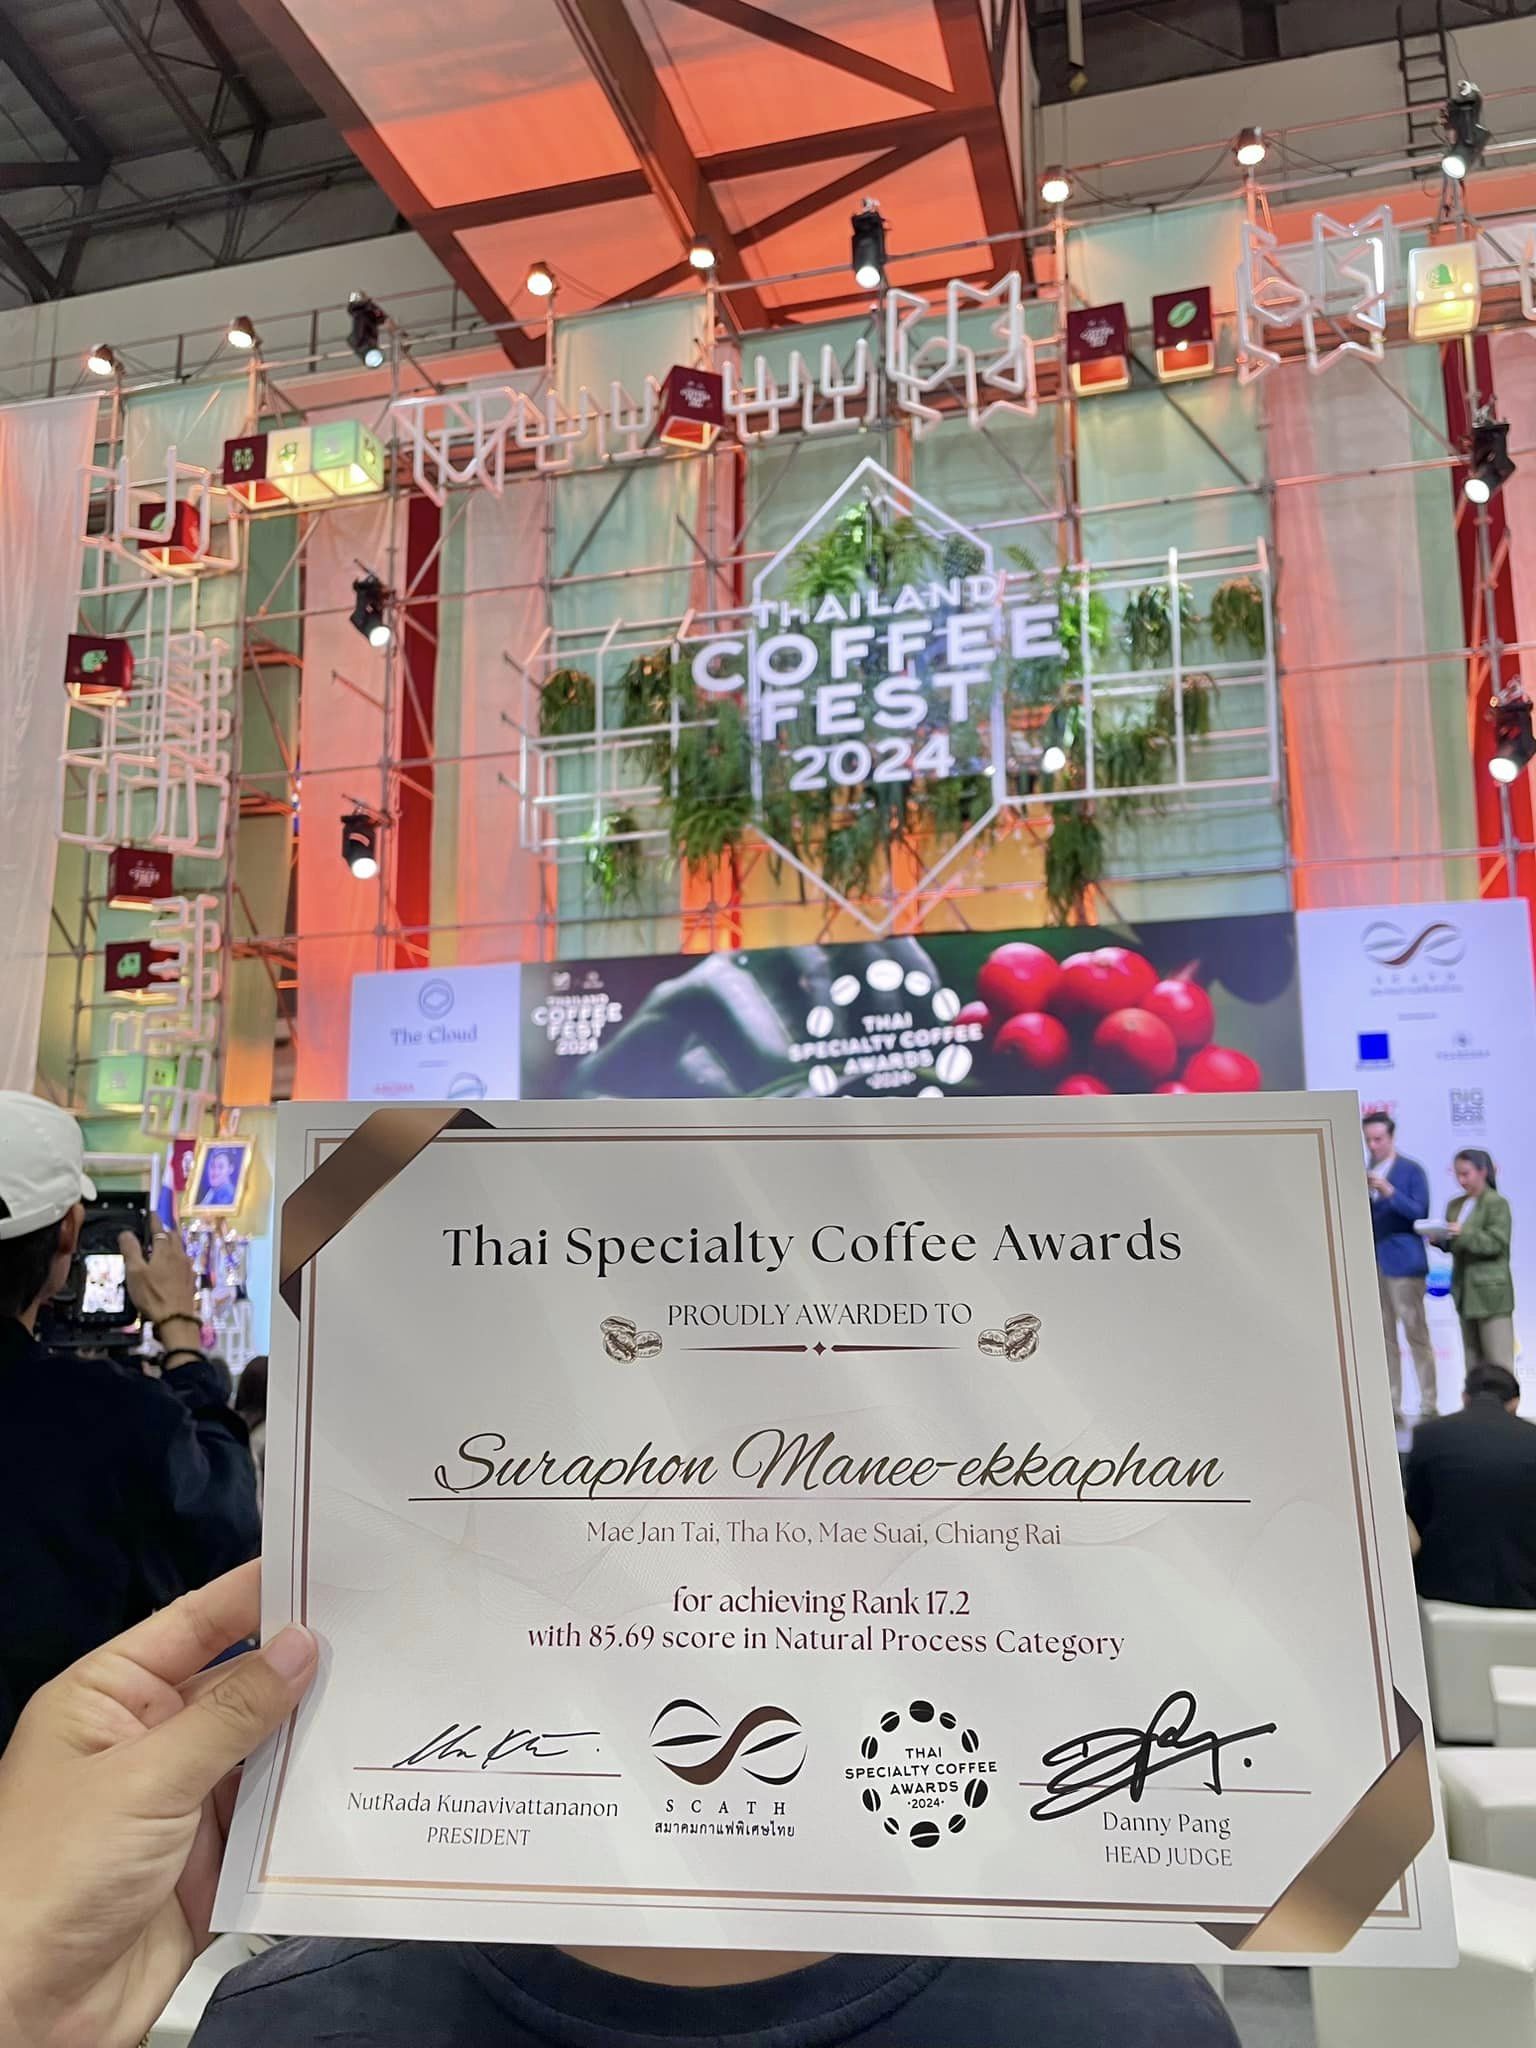 THAILAND
COFFEE
FEST
2024
The Cloud
THAILAND
COFFEE
FEST
2024
THAI
SPECIALTY COFFEE
AWARDS
2024
SCATH
Thai Specialty Coffee Awards
PROUDLY AWARDED TO
Suraphon Manee-ekkaphan
Mae Jan Tai, Tha Ko, Mae Suai, Chiang Rai
for achieving Rank 17.2
with 85.69 score in Natural Process Category
NutRada Kunavivattananon
PRESIDENT
SCATH
สมาคมกาแฟพิเศษไทย
THAI
SPECIALTY COFFEE
AWARDS
·2024·
Danny Pang
HEAD JUDGE